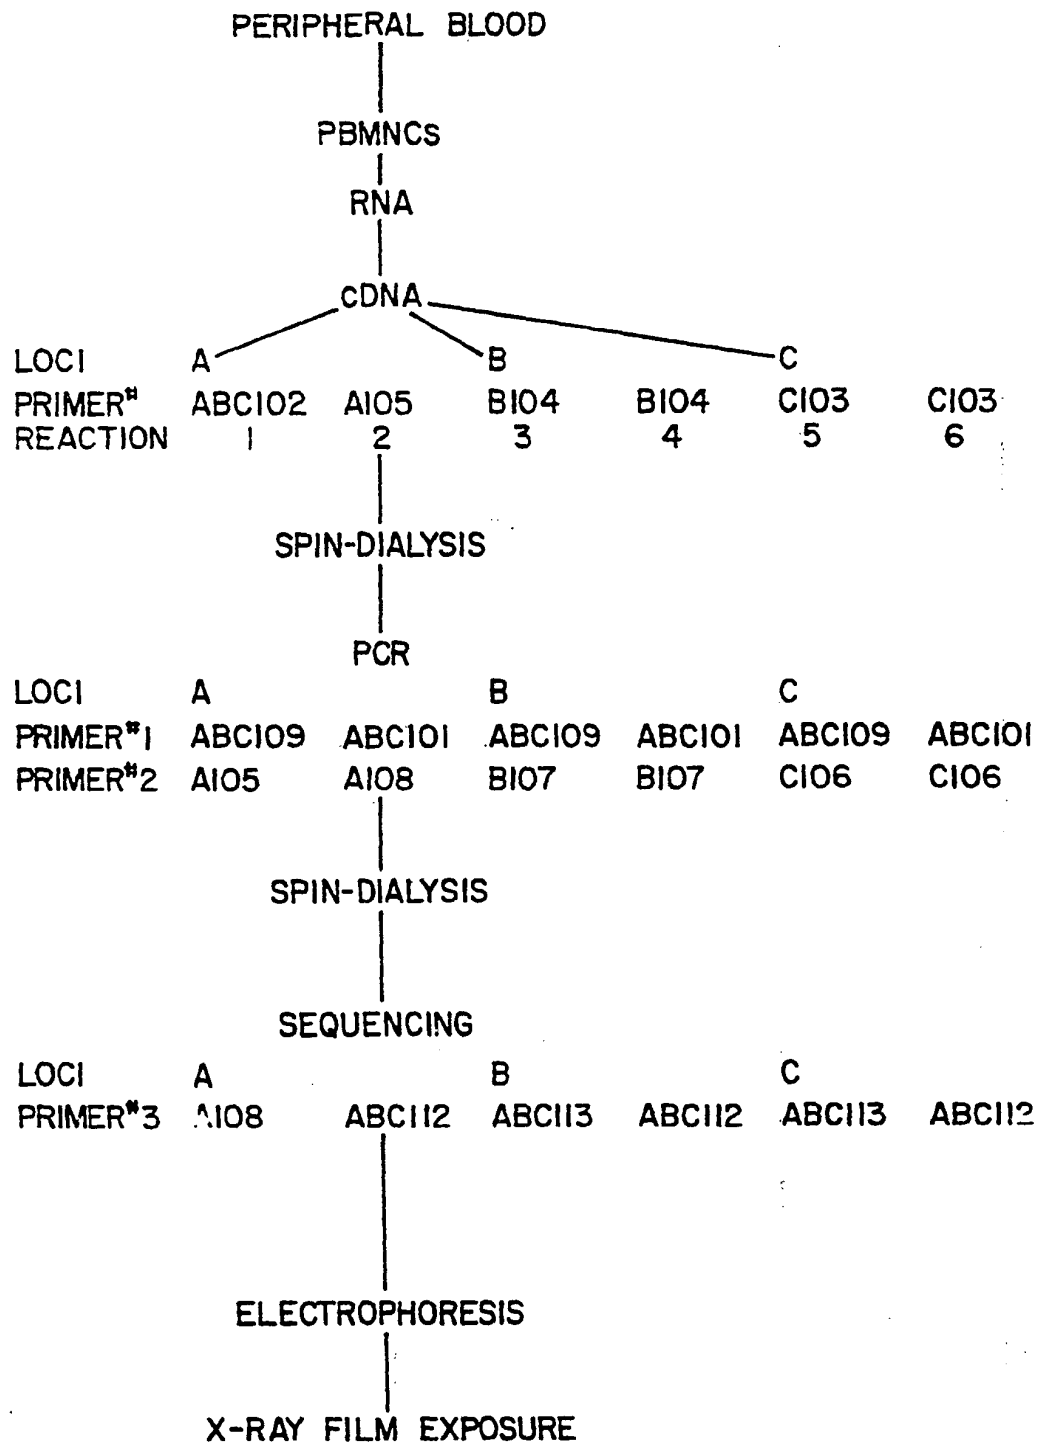 PERIPHERAL BLOOD
PBMNCs
RNA
cDNA
LOCI A B C
PRIMER# ABC102 A105 B104 B104 C103 C103
REACTION 1 2 3 4 5 6
SPIN-DIALYSIS
PCR
LOCI A B C
PRIMER#1 ABC109 ABC101 ABC109 ABC101 ABC109 ABC101
PRIMER#2 A105 A108 B107 B107 C106 C106
SPIN-DIALYSIS
SEQUENCING
LOCI A B C
PRIMER#3 A108 ABC112 ABC113 ABC112 ABC113 ABC112
ELECTROPHORESIS
X-RAY FILM EXPOSURE